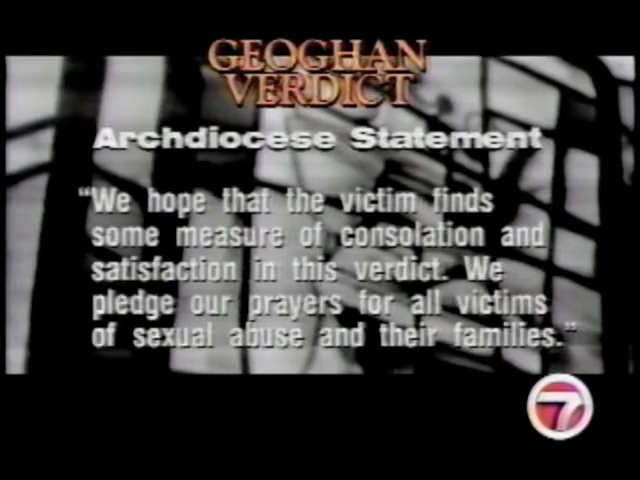 GEOGHAN
VERDICT
Archdiocese Statement
“We hope that the victim finds
some measure of consolation and
satisfaction in this verdict. We
pledge our prayers for all victims
of sexual abuse and their families.”
7